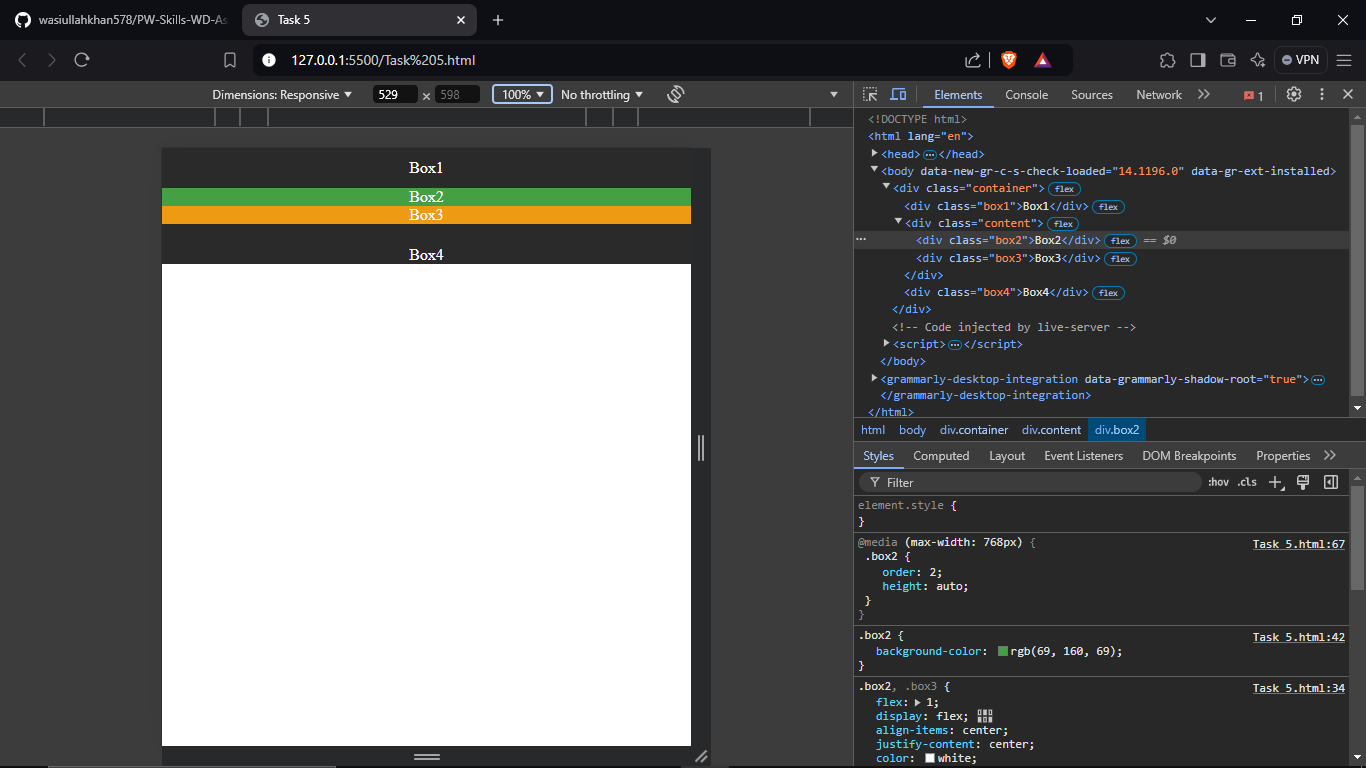 wasiullahkhan578/PW-Skills-WD-As
Task 5
127.0.0.1:5500/Task%205.html
VPN
Dimensions: Responsive 529 × 598 100% No throttling
Elements Console Sources Network 1
Box1
Box2
Box3
Box4
<!DOCTYPE html>
<html lang="en">
<head> ⋯ </head>
<body data-new-gr-c-s-check-loaded="14.1196.0" data-gr-ext-installed>
<div class="container"> flex
<div class="box1">Box1</div> flex
<div class="content"> flex
<div class="box2">Box2</div> flex == $0
<div class="box3">Box3</div> flex
</div>
<div class="box4">Box4</div> flex
</div>
<!-- Code injected by live-server -->
<script> ⋯ </script>
</body>
<grammarly-desktop-integration data-grammarly-shadow-root="true"> ⋯
</grammarly-desktop-integration>
</html>
html body div.container div.content div.box2
Styles Computed Layout Event Listeners DOM Breakpoints Properties
Filter :hov .cls
element.style {
}
@media (max-width: 768px) { Task 5.html:67
.box2 {
order: 2;
height: auto;
}
}
.box2 { Task 5.html:42
background-color: rgb(69, 160, 69);
}
.box2, .box3 { Task 5.html:34
flex: 1;
display: flex;
align-items: center;
justify-content: center;
color: white;